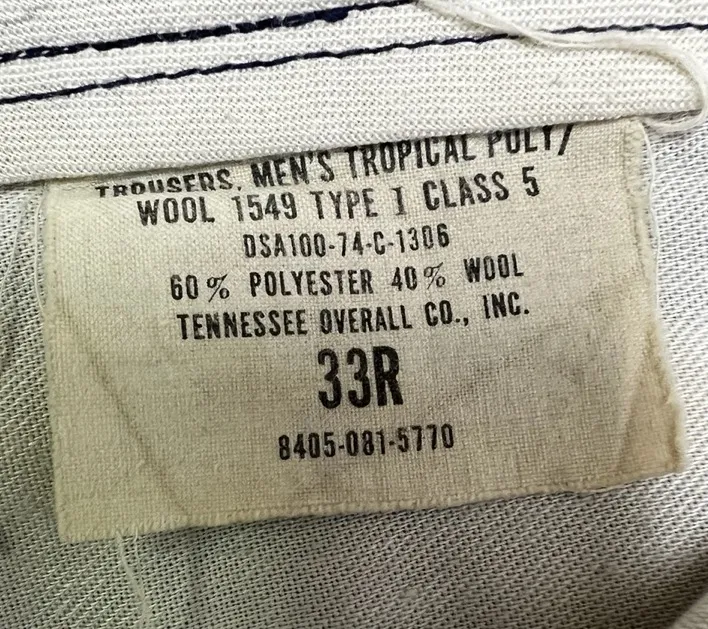 TROUSERS, MEN'S TROPICAL POLY/
WOOL 1549 TYPE I CLASS 5
DSA100-74-C-1306
60% POLYESTER 40% WOOL
TENNESSEE OVERALL CO., INC.
33R
8405-081-5770